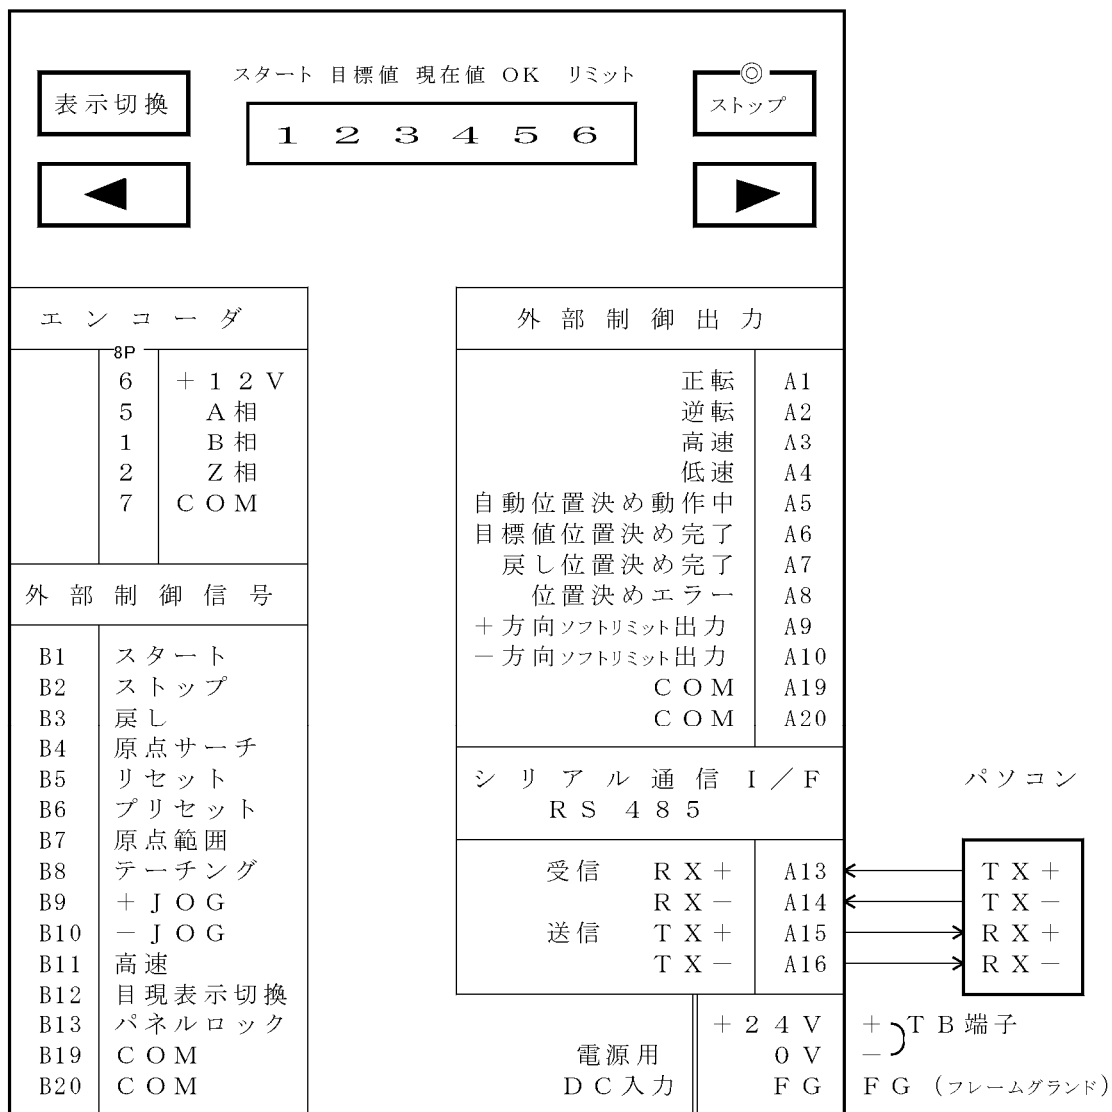 スタート 目標値 現在値 OK リミット
表示切換
1 2 3 4 5 6
ストップ
◀
▶
エンコーダ
8P
6 +12V
5 A相
1 B相
2 Z相
7 COM
外部制御信号
B1 スタート
B2 ストップ
B3 戻し
B4 原点サーチ
B5 リセット
B6 プリセット
B7 原点範囲
B8 テーチング
B9 +JOG
B10 -JOG
B11 高速
B12 目現表示切換
B13 パネルロック
B19 COM
B20 COM
外部制御出力
正転 A1
逆転 A2
高速 A3
低速 A4
自動位置決め動作中 A5
目標値位置決め完了 A6
戻し位置決め完了 A7
位置決めエラー A8
+方向ソフトリミット出力 A9
-方向ソフトリミット出力 A10
COM A19
COM A20
シリアル通信I/F
RS485
受信 RX+ A13
RX- A14
送信 TX+ A15
TX- A16
パソコン
TX+
TX-
RX+
RX-
+24V + TB端子
電源用 0V -
DC入力 FG FG (フレームグランド)